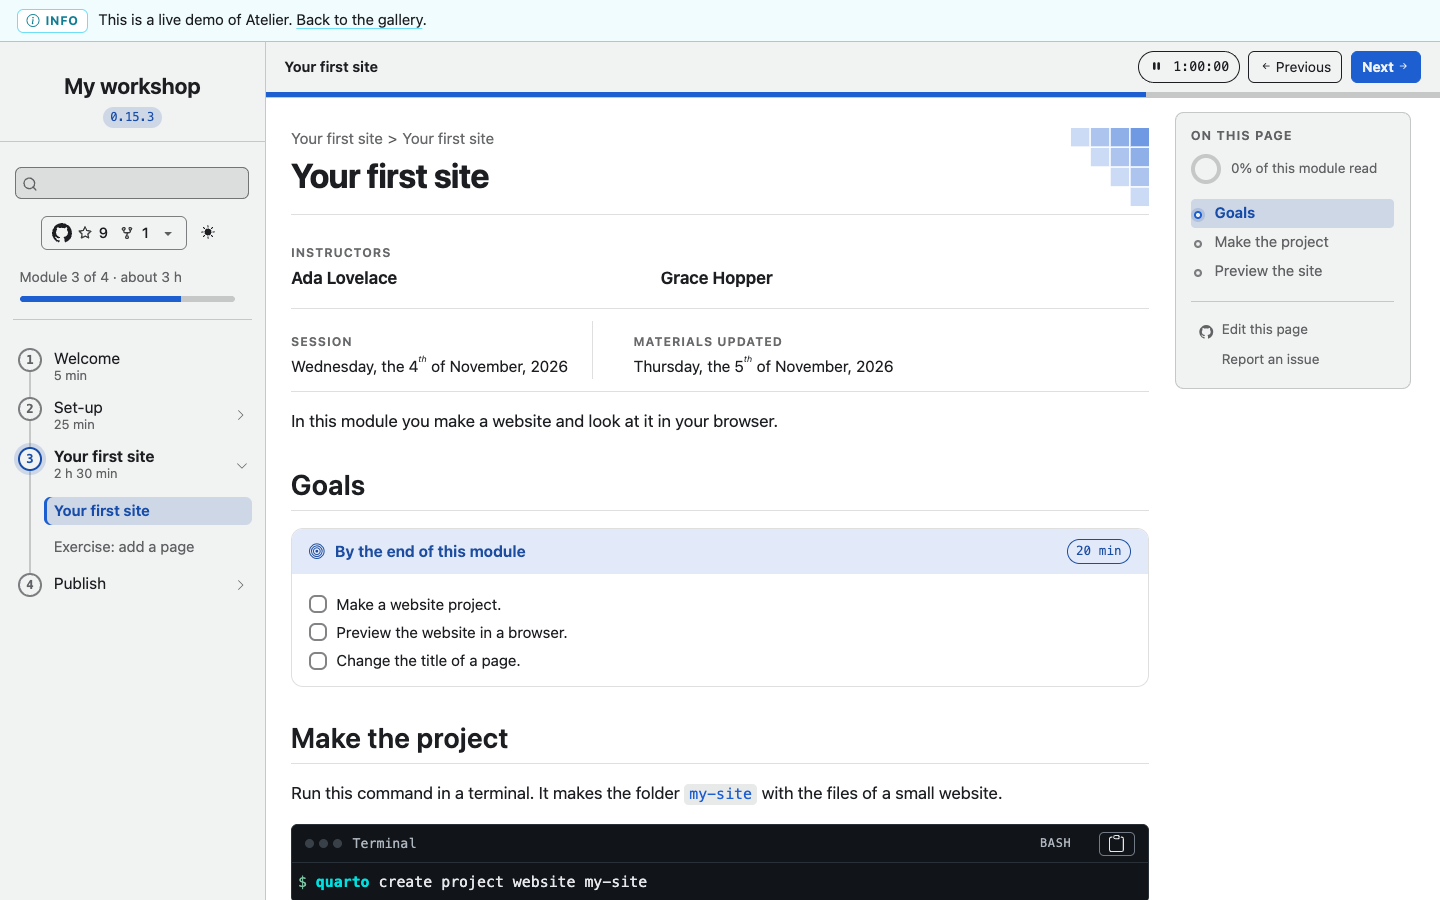 INFO This is a live demo of Atelier. Back to the gallery.
My workshop
0.15.3
9 1
Module 3 of 4 · about 3 h
1 Welcome
5 min
2 Set-up
25 min
3 Your first site
2 h 30 min
Your first site
Exercise: add a page
4 Publish
Your first site
1:00:00
← Previous
Next →
Your first site > Your first site
Your first site
INSTRUCTORS
Ada Lovelace Grace Hopper
SESSION
Wednesday, the 4th of November, 2026
MATERIALS UPDATED
Thursday, the 5th of November, 2026
In this module you make a website and look at it in your browser.
Goals
By the end of this module 20 min
Make a website project.
Preview the website in a browser.
Change the title of a page.
Make the project
Run this command in a terminal. It makes the folder my-site with the files of a small website.
Terminal BASH
$ quarto create project website my-site
ON THIS PAGE
0% of this module read
Goals
Make the project
Preview the site
Edit this page
Report an issue